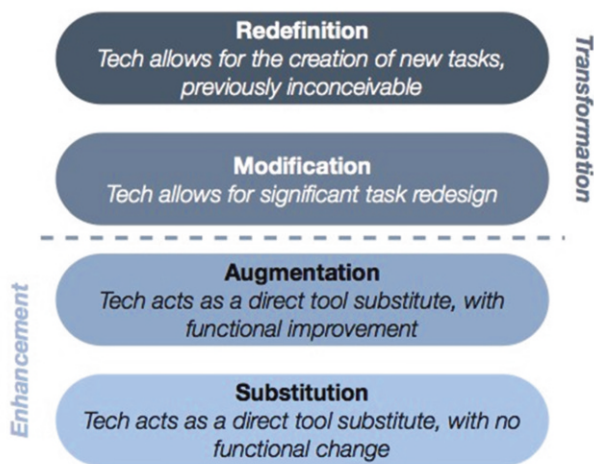 Redefinition
Tech allows for the creation of new tasks,
previously inconceivable
Transformation
Modification
Tech allows for significant task redesign
Augmentation
Tech acts as a direct tool substitute, with
functional improvement
Enhancement
Substitution
Tech acts as a direct tool substitute, with no
functional change